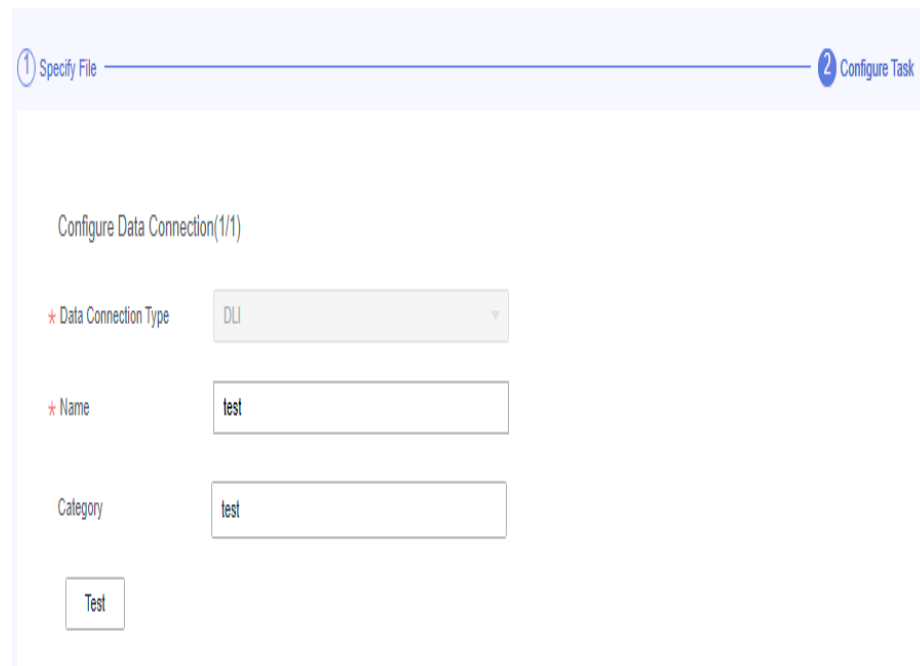 1 Specify File 2 Configure Task
Configure Data Connection(1/1)
* Data Connection Type DLI
* Name test
Category test
Test